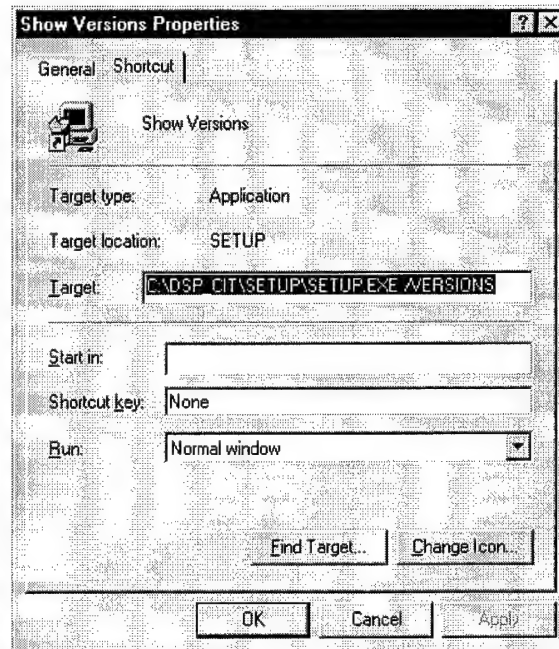 Show Versions Properties
General Shortcut
Show Versions
Target type: Application
Target location: SETUP
Target: C:\DSP_CIT\SETUP\SETUP.EXE /VERSIONS
Start in:
Shortcut key: None
Run: Normal window
Find Target... Change Icon...
OK Cancel Apply